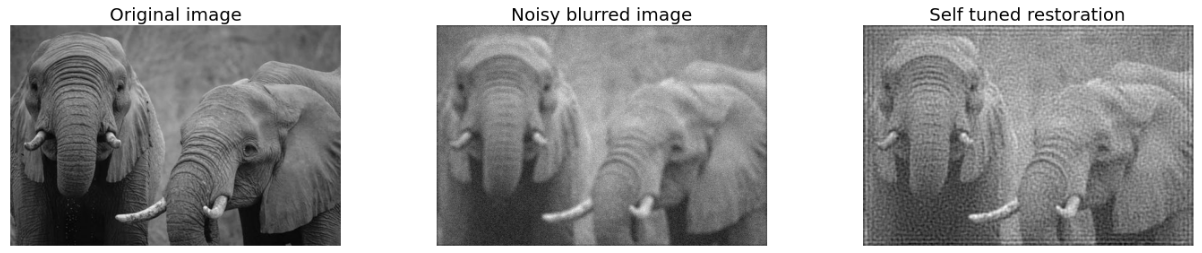 Original image
Noisy blurred image
Self tuned restoration